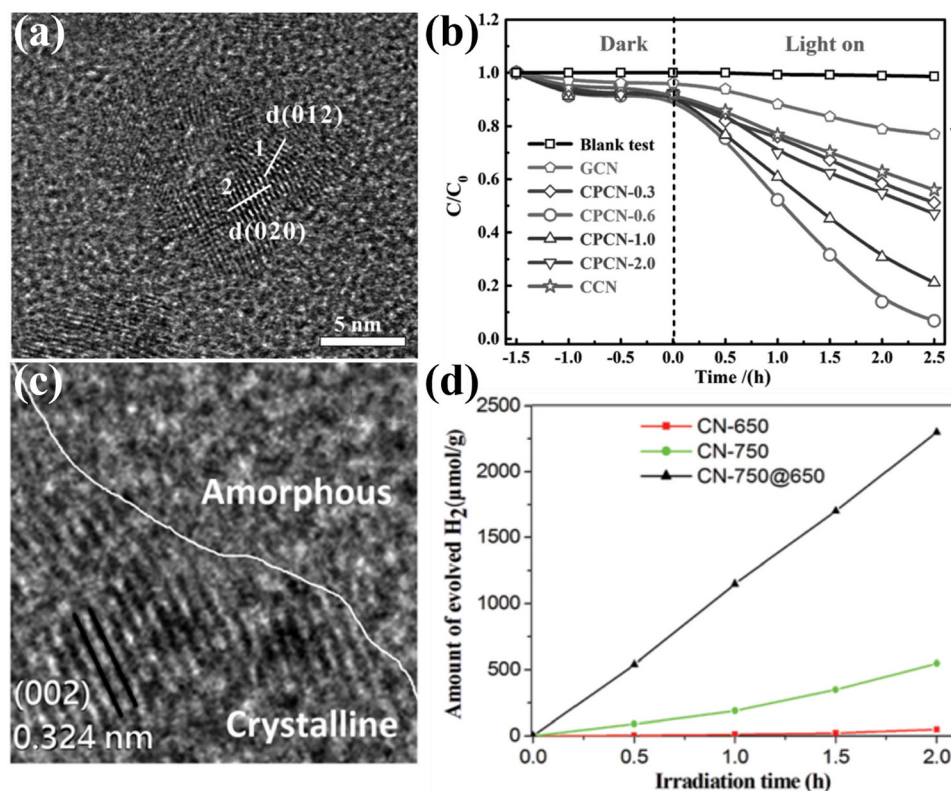 (a)
d(012)
1
2
d(020)
5 nm
(b)
Dark
Light on
C/C0
1.2
1.0
0.8
0.6
0.4
0.2
0.0
Blank test
GCN
CPCN-0.3
CPCN-0.6
CPCN-1.0
CPCN-2.0
CCN
-1.5 -1.0 -0.5 0.0 0.5 1.0 1.5 2.0 2.5
Time /(h)
(c)
Amorphous
(002)
0.324 nm
Crystalline
(d)
Amount of evolved H2(μmol/g)
2500
2000
1500
1000
500
0
CN-650
CN-750
CN-750@650
0.0 0.5 1.0 1.5 2.0
Irradiation time (h)